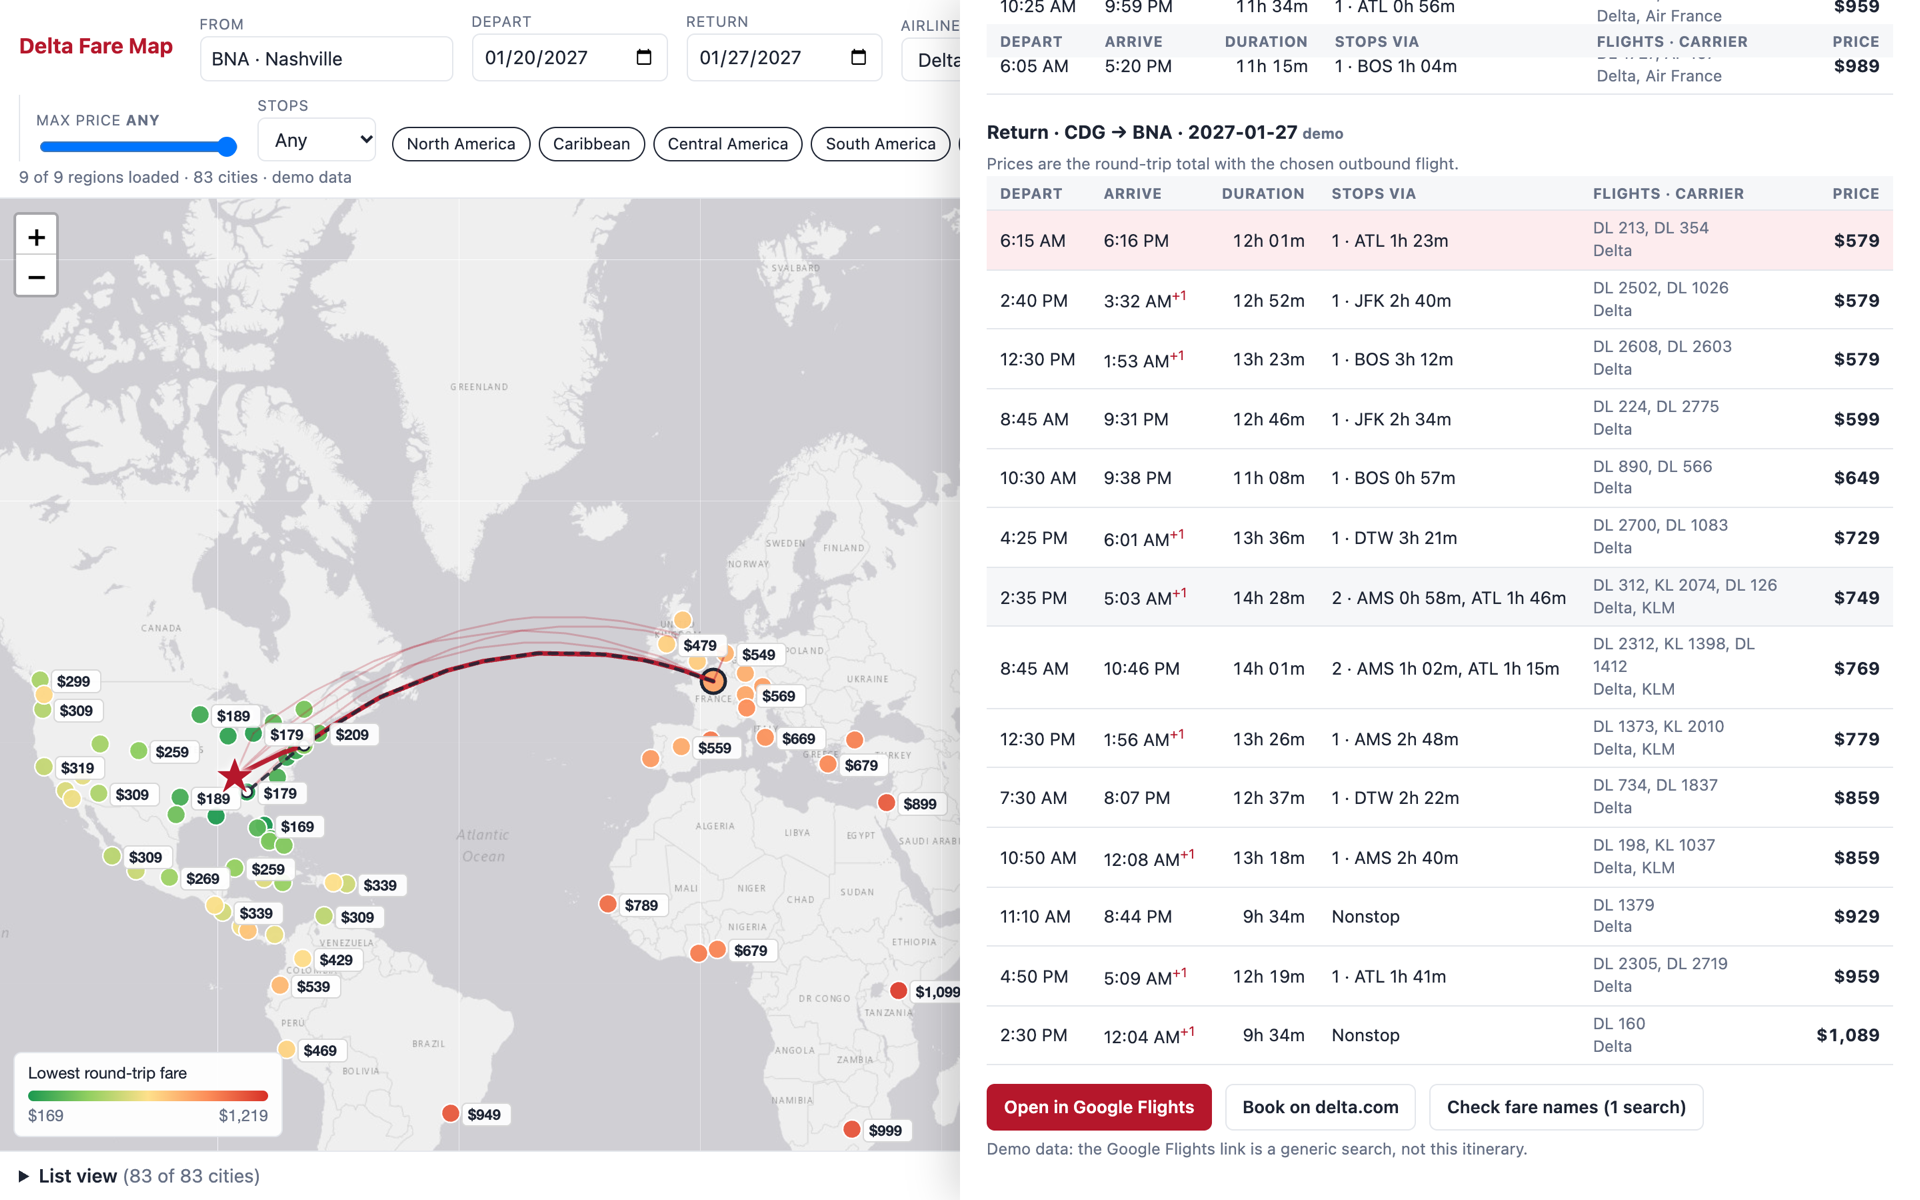 Delta Fare Map
FROM
BNA · Nashville
DEPART
01/20/2027
RETURN
01/27/2027
AIRLINE
Delta
MAX PRICE ANY
STOPS
Any
North America
Caribbean
Central America
South America
9 of 9 regions loaded · 83 cities · demo data
+
−
SVALBARD
GREENLAND
SWEDEN
FINLAND
NORWAY
CANADA
$479
$549
POLAND
$299
$309
UKRAINE
FRANCE
$569
$189
$179
$209
$259
$559
$669
GREECE
TURKEY
$319
$679
$309
$189
$179
$899
$169
Atlantic
Ocean
ALGERIA
LIBYA
EGYPT
SAUDI ARAB
$309
$269
$259
$339
MALI
NIGER
CHAD
SUDAN
$789
$339
$309
NIGERIA
ETHIOPIA
VENEZUELA
$679
$429
$539
DR CONGO
$1,099
TANZANIA
PERU
$469
BRAZIL
ANGOLA
ZAMBIA
BOLIVIA
NAMIBIA
$949
$999
Lowest round-trip fare
$169 $1,219
▶ List view (83 of 83 cities)
10:25 AM 9:59 PM 11h 34m 1 · ATL 0h 56m $959
Delta, Air France
DEPART ARRIVE DURATION STOPS VIA FLIGHTS · CARRIER PRICE
6:05 AM 5:20 PM 11h 15m 1 · BOS 1h 04m $989
Delta, Air France
Return · CDG → BNA · 2027-01-27 demo
Prices are the round-trip total with the chosen outbound flight.
DEPART ARRIVE DURATION STOPS VIA FLIGHTS · CARRIER PRICE
6:15 AM 6:16 PM 12h 01m 1 · ATL 1h 23m DL 213, DL 354 $579
Delta
2:40 PM 3:32 AM+1 12h 52m 1 · JFK 2h 40m DL 2502, DL 1026 $579
Delta
12:30 PM 1:53 AM+1 13h 23m 1 · BOS 3h 12m DL 2608, DL 2603 $579
Delta
8:45 AM 9:31 PM 12h 46m 1 · JFK 2h 34m DL 224, DL 2775 $599
Delta
10:30 AM 9:38 PM 11h 08m 1 · BOS 0h 57m DL 890, DL 566 $649
Delta
4:25 PM 6:01 AM+1 13h 36m 1 · DTW 3h 21m DL 2700, DL 1083 $729
Delta
2:35 PM 5:03 AM+1 14h 28m 2 · AMS 0h 58m, ATL 1h 46m DL 312, KL 2074, DL 126 $749
Delta, KLM
8:45 AM 10:46 PM 14h 01m 2 · AMS 1h 02m, ATL 1h 15m DL 2312, KL 1398, DL $769
1412
Delta, KLM
12:30 PM 1:56 AM+1 13h 26m 1 · AMS 2h 48m DL 1373, KL 2010 $779
Delta, KLM
7:30 AM 8:07 PM 12h 37m 1 · DTW 2h 22m DL 734, DL 1837 $859
Delta
10:50 AM 12:08 AM+1 13h 18m 1 · AMS 2h 40m DL 198, KL 1037 $859
Delta, KLM
11:10 AM 8:44 PM 9h 34m Nonstop DL 1379 $929
Delta
4:50 PM 5:09 AM+1 12h 19m 1 · ATL 1h 41m DL 2305, DL 2719 $959
Delta
2:30 PM 12:04 AM+1 9h 34m Nonstop DL 160 $1,089
Delta
Open in Google Flights
Book on delta.com
Check fare names (1 search)
Demo data: the Google Flights link is a generic search, not this itinerary.